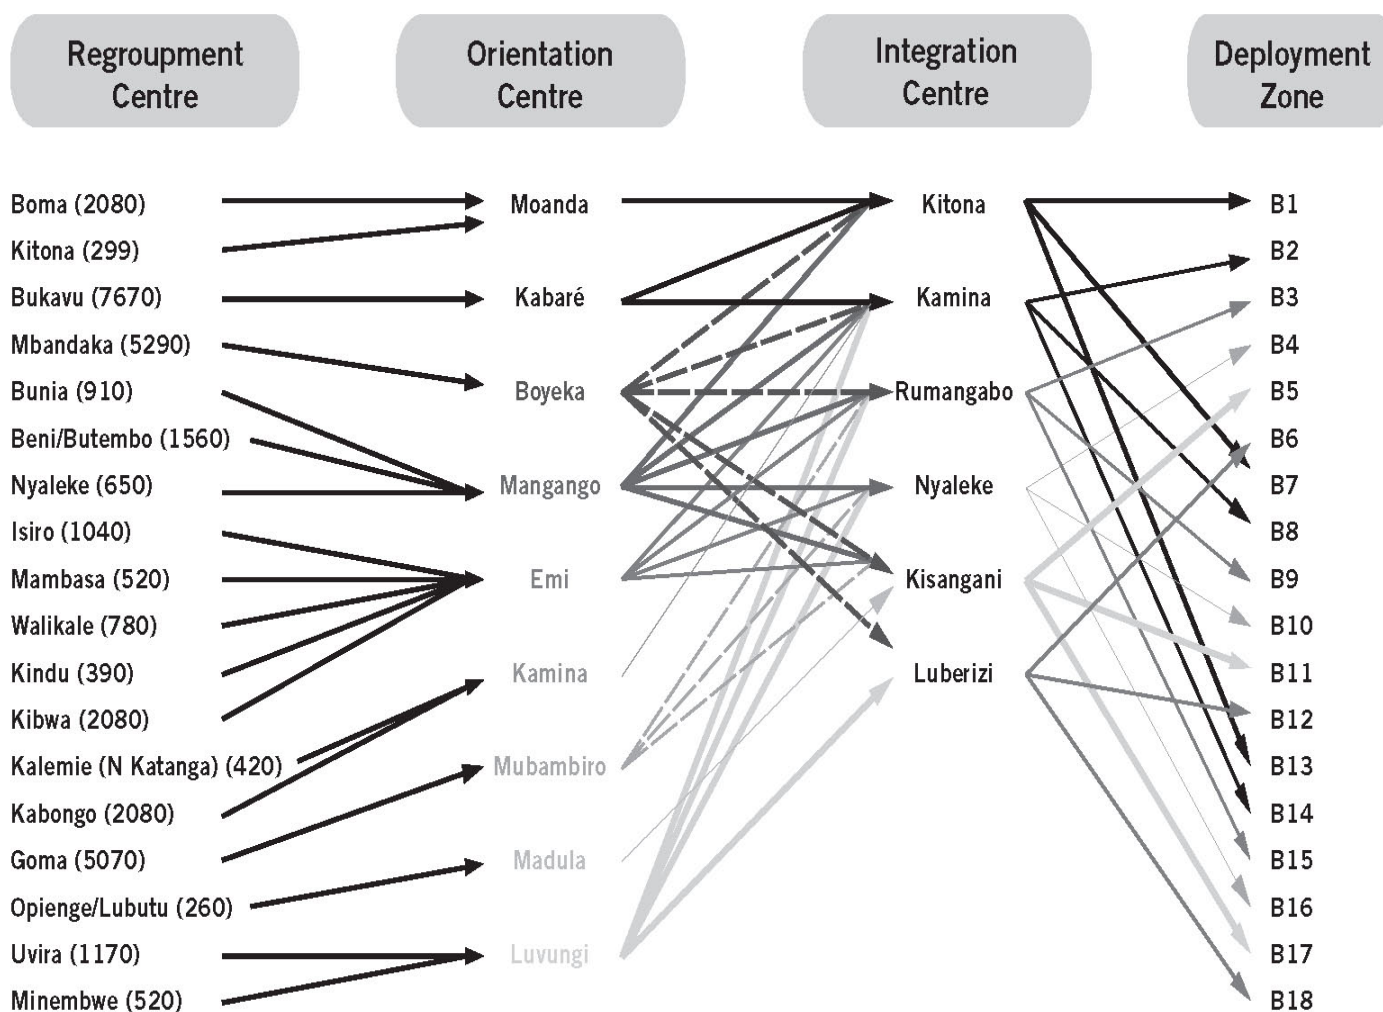 Regroupment
Centre
Orientation
Centre
Integration
Centre
Deployment
Zone
Boma (2080)
Kitona (299)
Bukavu (7670)
Mbandaka (5290)
Bunia (910)
Beni/Butembo (1560)
Nyaleke (650)
Isiro (1040)
Mambasa (520)
Walikale (780)
Kindu (390)
Kibwa (2080)
Kalemie (N Katanga) (420)
Kabongo (2080)
Goma (5070)
Opienge/Lubutu (260)
Uvira (1170)
Minembwe (520)
Moanda
Kabaré
Boyeka
Mangango
Emi
Kamina
Mubambiro
Madula
Luvungi
Kitona
Kamina
Rumangabo
Nyaleke
Kisangani
Luberizi
B1
B2
B3
B4
B5
B6
B7
B8
B9
B10
B11
B12
B13
B14
B15
B16
B17
B18